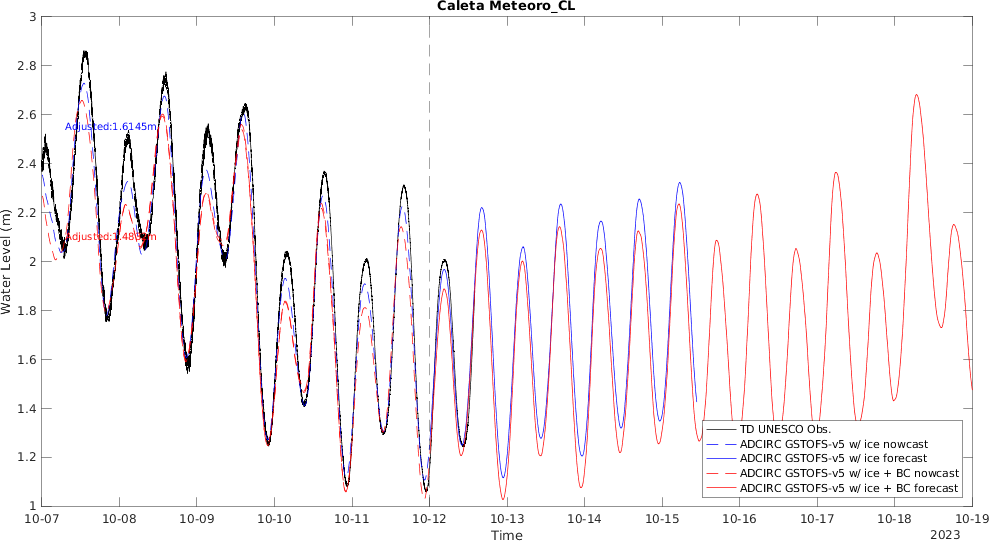 Caleta Meteoro_CL
3
2.8
2.6
2.4
2.2
2
1.8
1.6
1.4
1.2
1
Water Level (m)
Adjusted:1.6145m
TD UNESCO Obs.
ADCIRC GSTOFS-v5 w/ ice nowcast
ADCIRC GSTOFS-v5 w/ ice forecast
ADCIRC GSTOFS-v5 w/ ice + BC nowcast
ADCIRC GSTOFS-v5 w/ ice + BC forecast
10-07 10-08 10-09 10-10 10-11 10-12 10-13 10-14 10-15 10-16 10-17 10-18 10-19
Time
2023